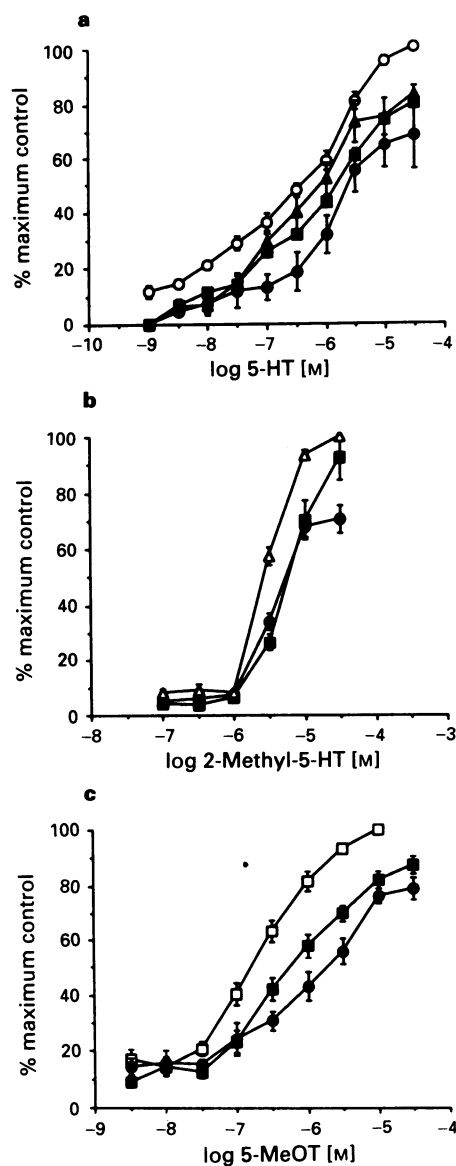 a
100
80
60
40
20
0
% maximum control
−10 −9 −8 −7 −6 −5 −4
log 5-HT [M]
b
100
80
60
40
20
0
% maximum control
−8 −7 −6 −5 −4 −3
log 2-Methyl-5-HT [M]
c
100
80
60
40
20
0
% maximum control
−9 −8 −7 −6 −5 −4
log 5-MeOT [M]